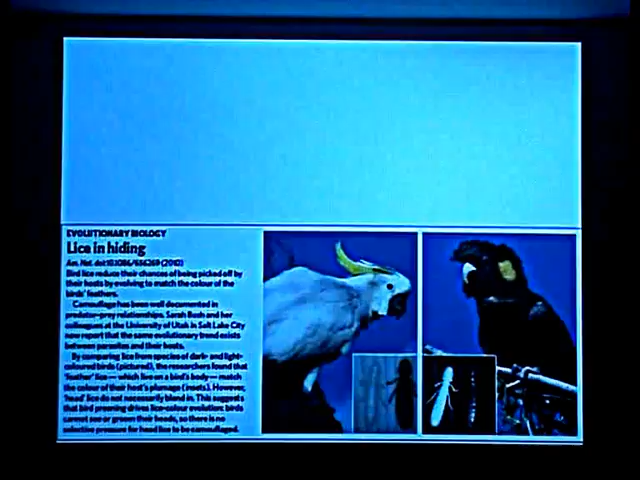 EVOLUTIONARY BIOLOGY
Lice in hiding
Am. Nat. doi:10.1086/656269 (2010)
Bird lice reduce their chances of being picked off by
their hosts by evolving to match the colour of the
birds' feathers.
Camouflage has been well documented in
predator–prey relationships. Sarah Bush and her
colleagues at the University of Utah in Salt Lake City
now report that the same evolutionary trend exists
between parasites and their hosts.
By comparing lice from species of dark- and light-
coloured birds (pictured), the researchers found that
'feather' lice — which live on a bird's body — match
the colour of their host's plumage (insets). However,
'head' lice do not necessarily blend in. This suggests
that bird preening drives lice-colour evolution: birds
cannot see or groom their heads, so there is no
selective pressure for head lice to be camouflaged.